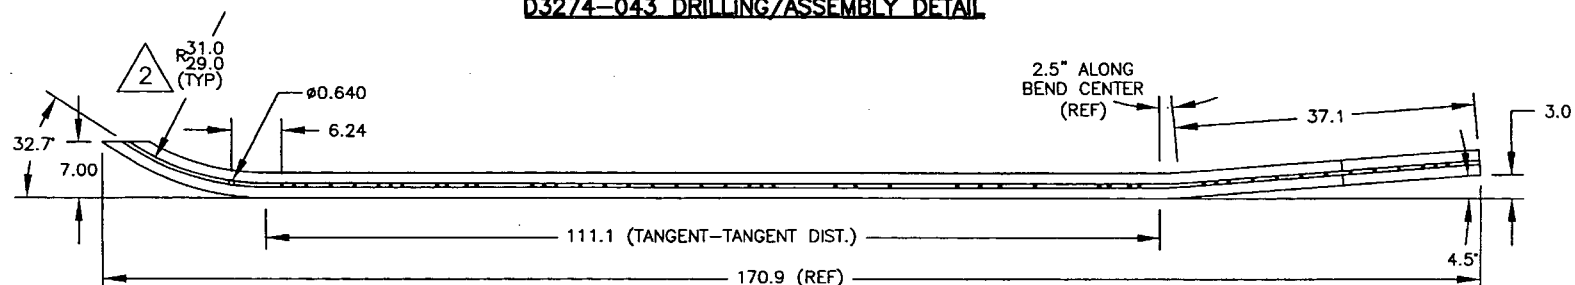 D3274-043 DRILLING/ASSEMBLY DETAIL
2
R31.0
29.0
(TYP)
ø0.640
6.24
32.7°
7.00
2.5" ALONG
BEND CENTER
(REF)
37.1
3.0
111.1 (TANGENT-TANGENT DIST.)
4.5°
170.9 (REF)